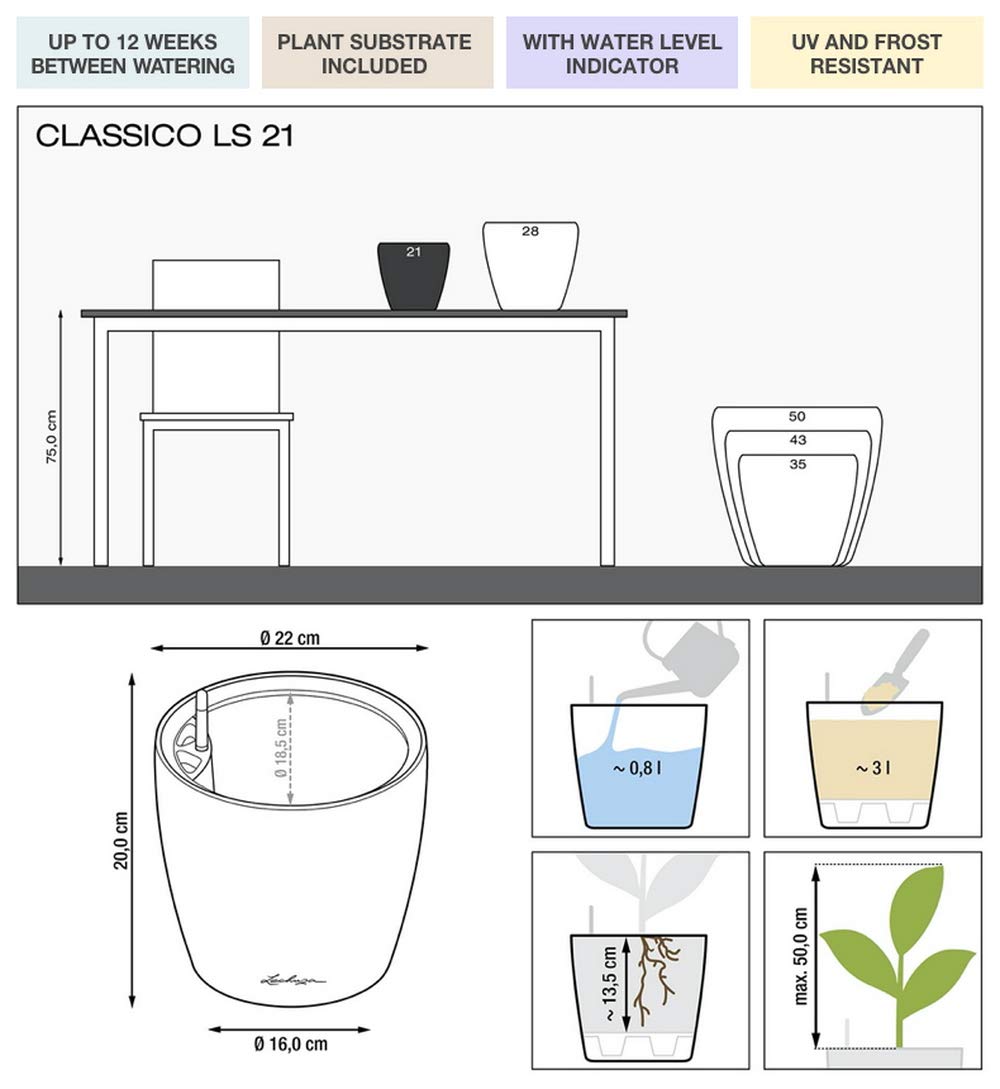 UP TO 12 WEEKS
BETWEEN WATERING
PLANT SUBSTRATE
INCLUDED
WITH WATER LEVEL
INDICATOR
UV AND FROST
RESISTANT
CLASSICO LS 21
21
28
75,0 cm
50
43
35
Ø 22 cm
Ø 18,5 cm
20,0 cm
Lechuza
Ø 16,0 cm
~ 0,8 l
~ 3 l
~ 13,5 cm
max. 50,0 cm